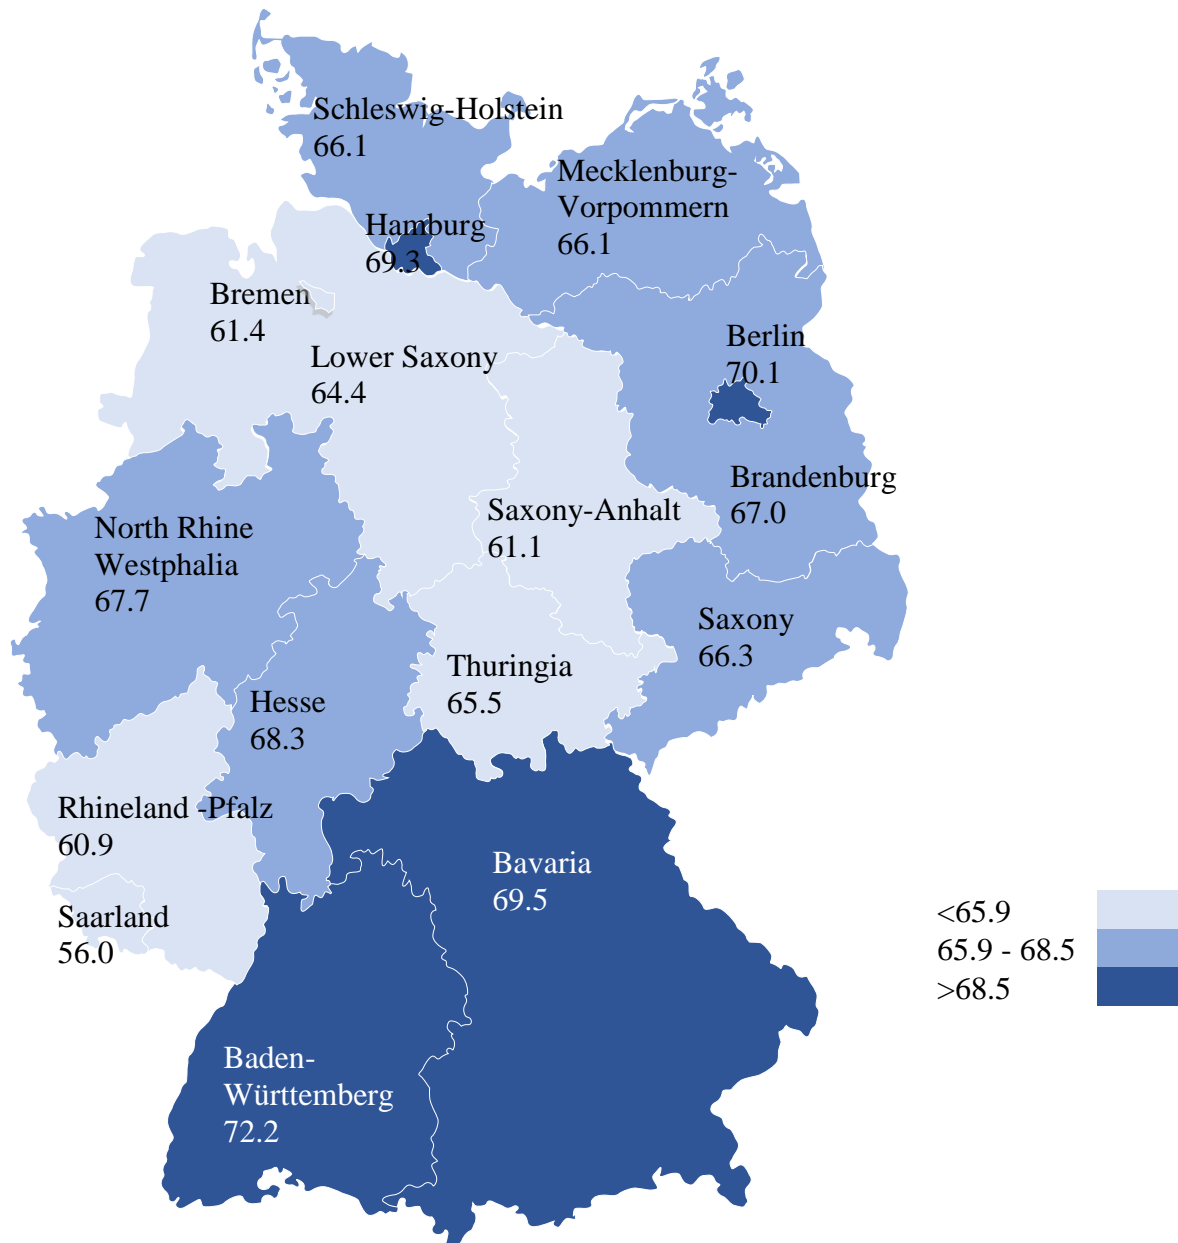 Schleswig-Holstein
66.1
Mecklenburg-
Vorpommern
66.1
Hamburg
69.3
Bremen
61.4
Lower Saxony
64.4
Berlin
70.1
Brandenburg
67.0
Saxony-Anhalt
61.1
North Rhine
Westphalia
67.7
Saxony
66.3
Thuringia
65.5
Hesse
68.3
Rhineland -Pfalz
60.9
Bavaria
69.5
Saarland
56.0
Baden-
Württemberg
72.2
<65.9
65.9 - 68.5
>68.5